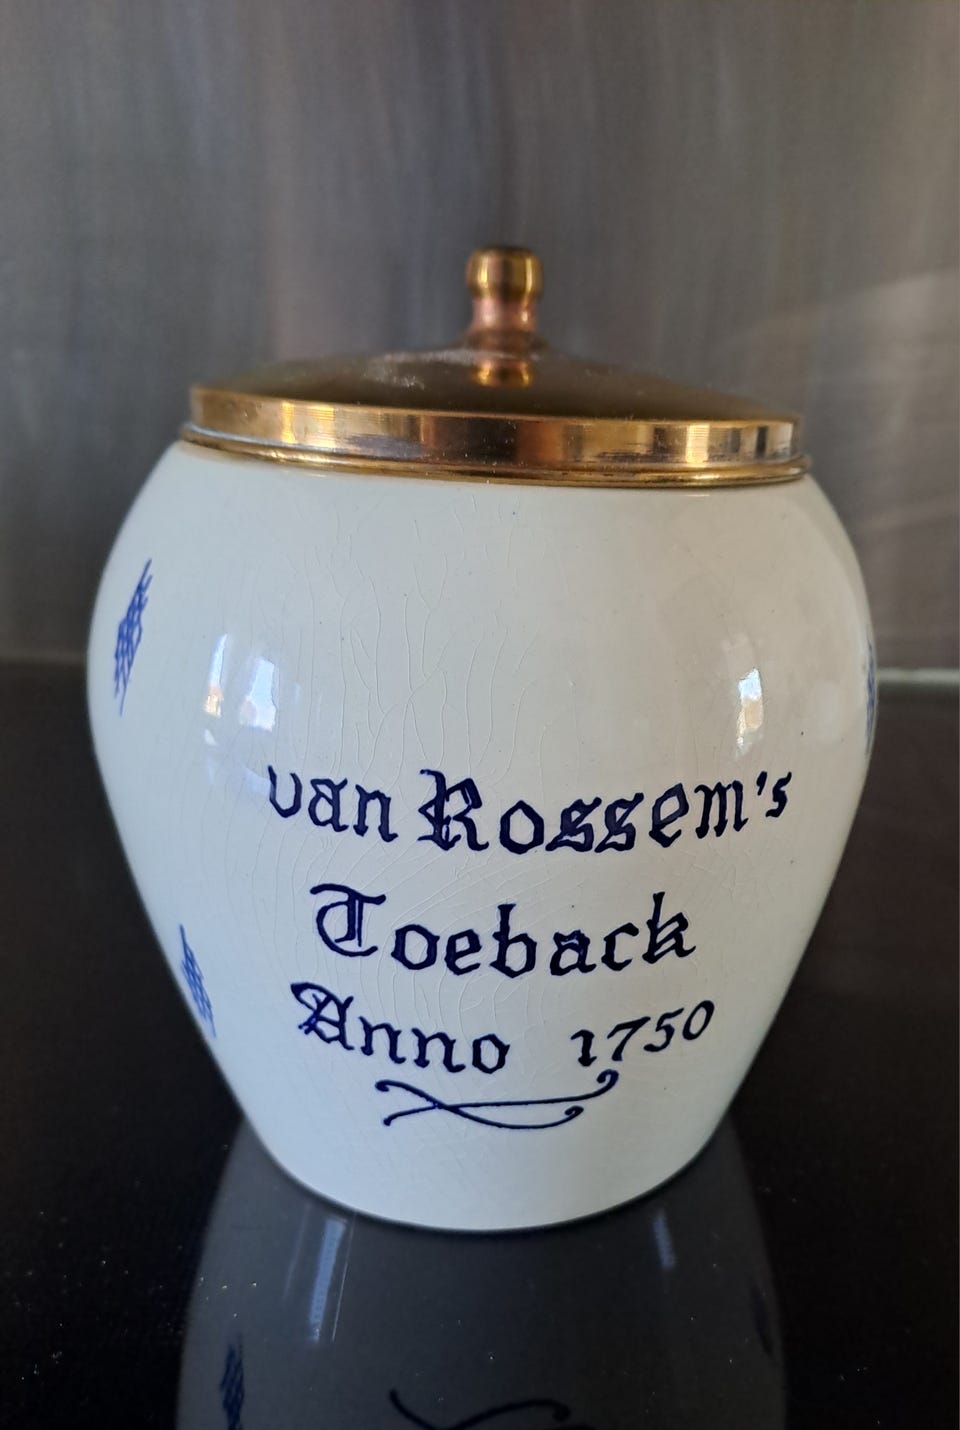 van Rossem's
Toeback
Anno 1750